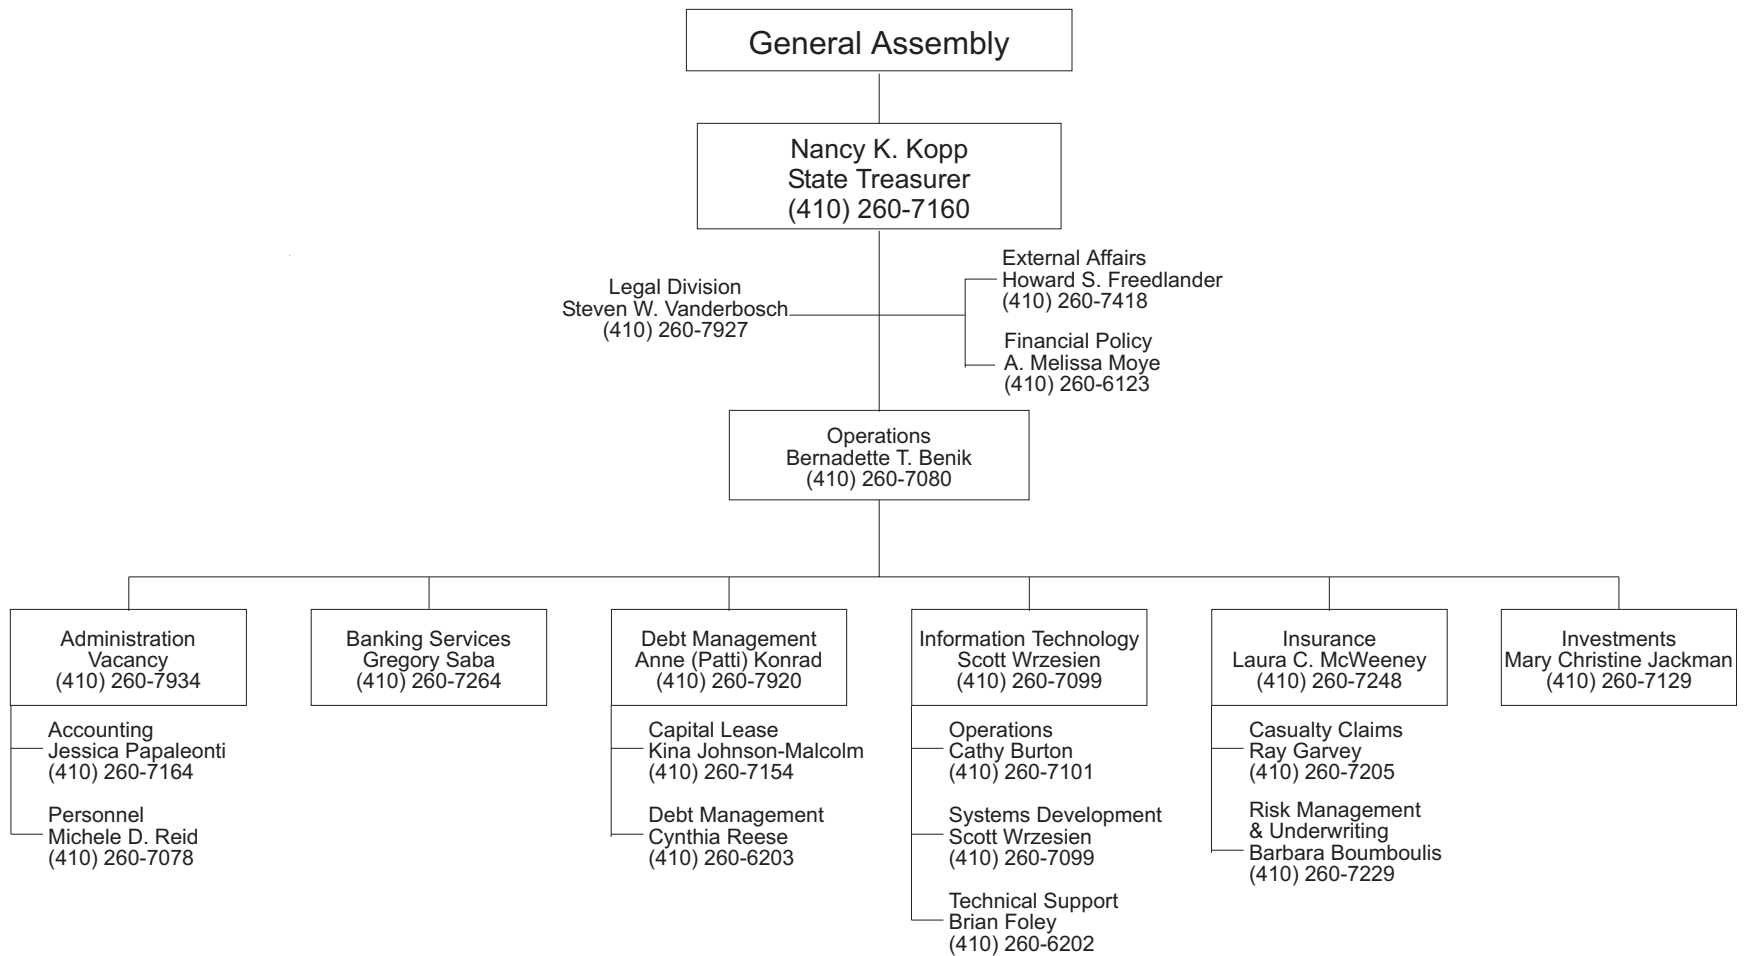 General Assembly
Nancy K. Kopp
State Treasurer
(410) 260-7160
Legal Division
Steven W. Vanderbosch
(410) 260-7927
External Affairs
Howard S. Freedlander
(410) 260-7418
Financial Policy
A. Melissa Moye
(410) 260-6123
Operations
Bernadette T. Benik
(410) 260-7080
Administration
Vacancy
(410) 260-7934
Accounting
Jessica Papaleonti
(410) 260-7164
Personnel
Michele D. Reid
(410) 260-7078
Banking Services
Gregory Saba
(410) 260-7264
Debt Management
Anne (Patti) Konrad
(410) 260-7920
Capital Lease
Kina Johnson-Malcolm
(410) 260-7154
Debt Management
Cynthia Reese
(410) 260-6203
Information Technology
Scott Wrzesien
(410) 260-7099
Operations
Cathy Burton
(410) 260-7101
Systems Development
Scott Wrzesien
(410) 260-7099
Technical Support
Brian Foley
(410) 260-6202
Insurance
Laura C. McWeeney
(410) 260-7248
Casualty Claims
Ray Garvey
(410) 260-7205
Risk Management
& Underwriting
Barbara Boumboulis
(410) 260-7229
Investments
Mary Christine Jackman
(410) 260-7129